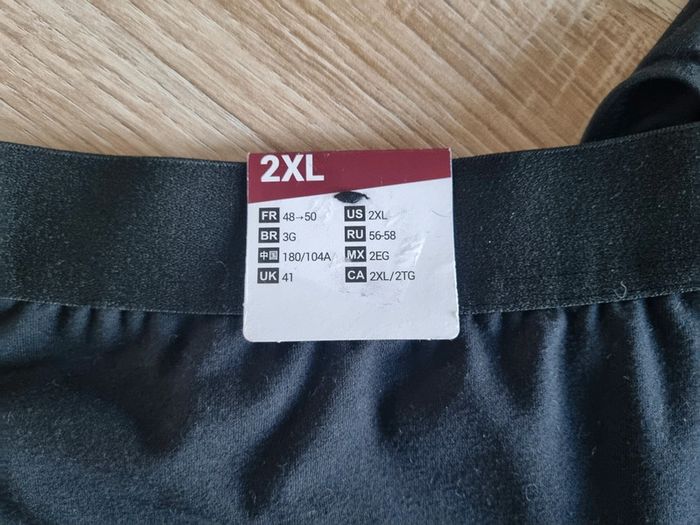 2XL
FR 48→50
BR 3G
中国 180/104A
UK 41
US 2XL
RU 56-58
MX 2EG
CA 2XL/2TG